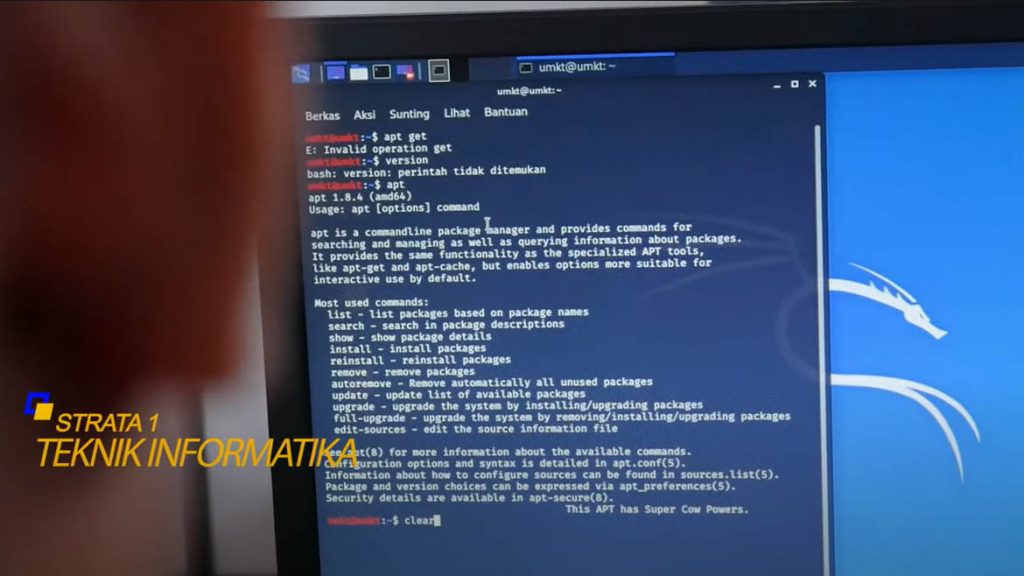 umkt@umkt: ~
umkt@umkt:~
Berkas Aksi Sunting Lihat Bantuan
umkt@umkt:~$ apt get
E: Invalid operation get
umkt@umkt:~$ version
bash: version: perintah tidak ditemukan
umkt@umkt:~$ apt
apt 1.8.4 (amd64)
Usage: apt [options] command
apt is a commandline package manager and provides commands for
searching and managing as well as querying information about packages.
It provides the same functionality as the specialized APT tools,
like apt-get and apt-cache, but enables options more suitable for
interactive use by default.
Most used commands:
list - list packages based on package names
search - search in package descriptions
show - show package details
install - install packages
reinstall - reinstall packages
remove - remove packages
autoremove - Remove automatically all unused packages
update - update list of available packages
upgrade - upgrade the system by installing/upgrading packages
full-upgrade - upgrade the system by removing/installing/upgrading packages
edit-sources - edit the source information file
See apt(8) for more information about the available commands.
Configuration options and syntax is detailed in apt.conf(5).
Information about how to configure sources can be found in sources.list(5).
Package and version choices can be expressed via apt_preferences(5).
Security details are available in apt-secure(8).
This APT has Super Cow Powers.
umkt@umkt:~$ clear
STRATA 1
TEKNIK INFORMATIKA